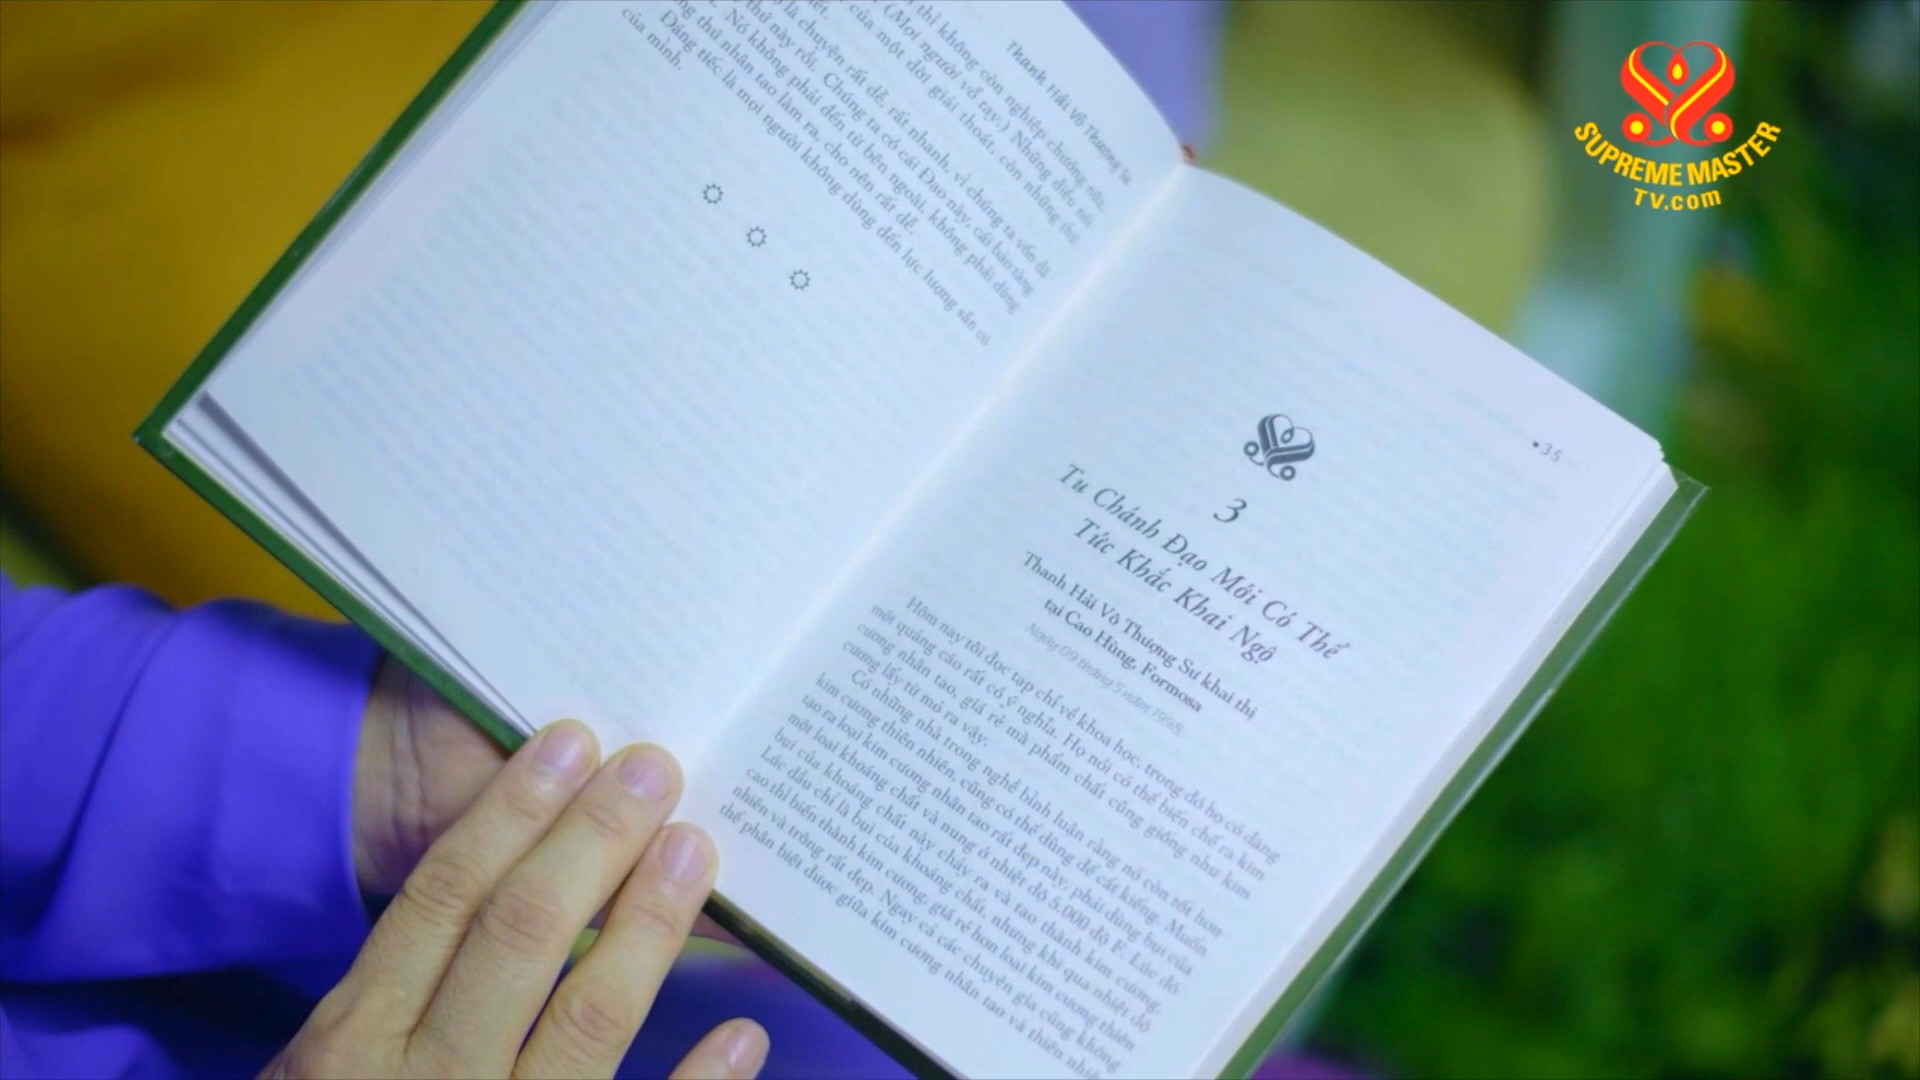 Thanh Hải Vô Thượng Sư
thì không còn nghiệp chướng nữa.
(Mọi người vỗ tay.) Những điều nói
của một đời giải thoát, còn những thứ
là chuyện rất dễ, rất nhanh, vì chúng ta vốn đã
thứ này rồi. Chúng ta có cái Đạo này, cái bảo tàng
Nó không phải đến từ bên ngoài, không phải dùng
thứ nhân tạo làm ra, cho nên rất dễ.
Đáng tiếc là mọi người không dùng đến lực lượng sẵn có
của mình.
•35
3
Tu Chánh Đạo Mới Có Thể
Tức Khắc Khai Ngộ
Thanh Hải Vô Thượng Sư khai thị
tại Cao Hùng, Formosa
Ngày 09 tháng 5 năm 1998
Hôm nay tôi đọc tạp chí về khoa học, trong đó họ có đăng
một quảng cáo rất có ý nghĩa. Họ nói có thể biến chế ra kim
cương nhân tạo, giá rẻ mà phẩm chất cũng giống như kim
cương lấy từ mỏ ra vậy.
Có những nhà trong nghề bình luận rằng nó còn tốt hơn
kim cương thiên nhiên, cũng có thể dùng để cắt kiếng. Muốn
tạo ra loại kim cương nhân tạo rất đẹp này, phải dùng bụi của
một loại khoáng chất và nung ở nhiệt độ 5.000 độ F. Lúc đó
bụi của khoáng chất này chảy ra và tạo thành kim cương.
Lúc đầu chỉ là bụi của khoáng chất, nhưng khi qua nhiệt độ
cao thì biến thành kim cương, giá rẻ hơn loại kim cương thiên
nhiên và trông rất đẹp. Ngay cả các chuyên gia cũng không
thể phân biệt được giữa kim cương nhân tạo và thiên nhiên
SUPREME MASTER
TV.com